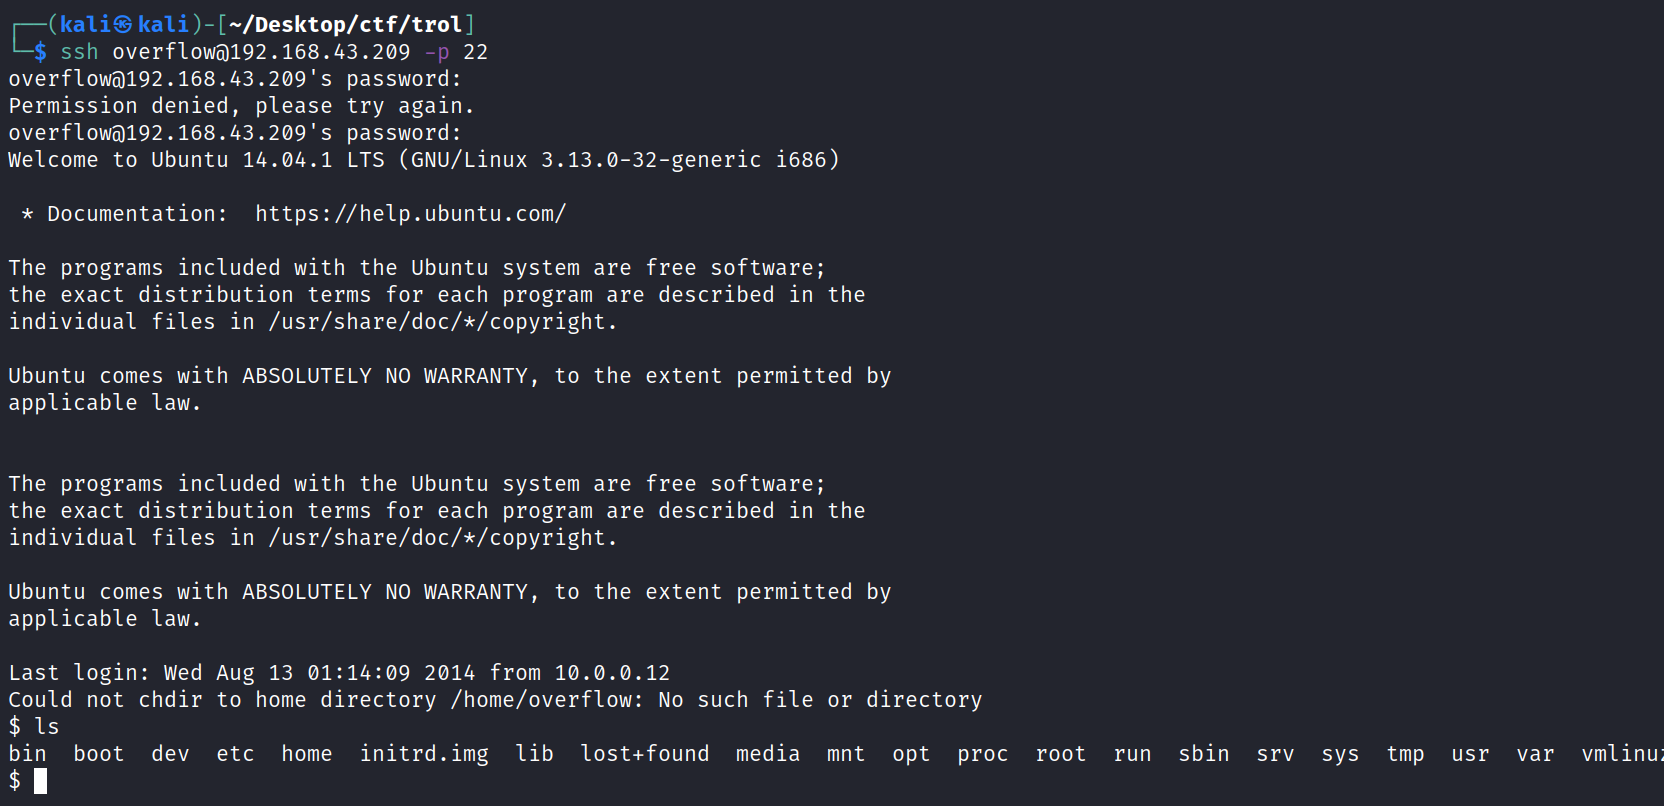 ┌──(kali㉿kali)-[~/Desktop/ctf/trol]
└─$ ssh overflow@192.168.43.209 -p 22
overflow@192.168.43.209's password:
Permission denied, please try again.
overflow@192.168.43.209's password:
Welcome to Ubuntu 14.04.1 LTS (GNU/Linux 3.13.0-32-generic i686)
* Documentation:  https://help.ubuntu.com/
The programs included with the Ubuntu system are free software;
the exact distribution terms for each program are described in the
individual files in /usr/share/doc/*/copyright.
Ubuntu comes with ABSOLUTELY NO WARRANTY, to the extent permitted by
applicable law.
The programs included with the Ubuntu system are free software;
the exact distribution terms for each program are described in the
individual files in /usr/share/doc/*/copyright.
Ubuntu comes with ABSOLUTELY NO WARRANTY, to the extent permitted by
applicable law.
Last login: Wed Aug 13 01:14:09 2014 from 10.0.0.12
Could not chdir to home directory /home/overflow: No such file or directory
$ ls
bin  boot  dev  etc  home  initrd.img  lib  lost+found  media  mnt  opt  proc  root  run  sbin  srv  sys  tmp  usr  var  vmlinuz
$